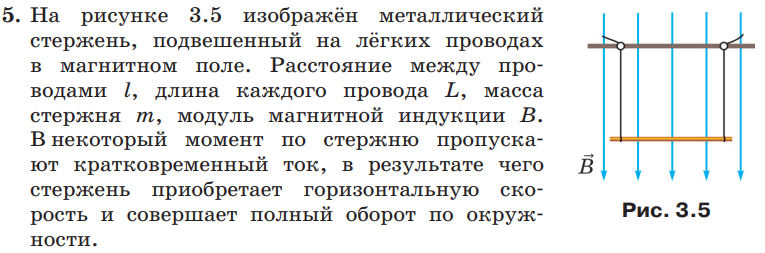 5. На рисунке 3.5 изображён металлический
стержень, подвешенный на лёгких проводах
в магнитном поле. Расстояние между про-
водами l, длина каждого провода L, масса
стержня m, модуль магнитной индукции B.
В некоторый момент по стержню пропуска-
ют кратковременный ток, в результате чего
стержень приобретает горизонтальную ско-
рость и совершает полный оборот по окруж-
ности.
B⃗
Рис. 3.5